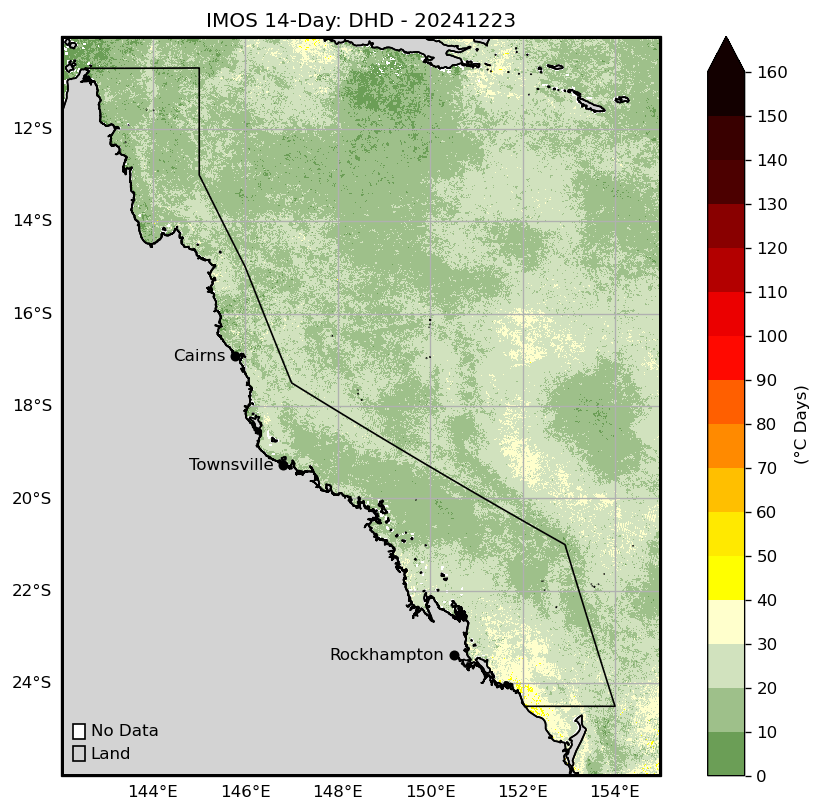 IMOS 14-Day: DHD - 20241223
12°S
14°S
16°S
18°S
20°S
22°S
24°S
Cairns
Townsville
Rockhampton
No Data
Land
144°E 146°E 148°E 150°E 152°E 154°E
160
150
140
130
120
110
100
90
80
70
60
50
40
30
20
10
0
(°C Days)